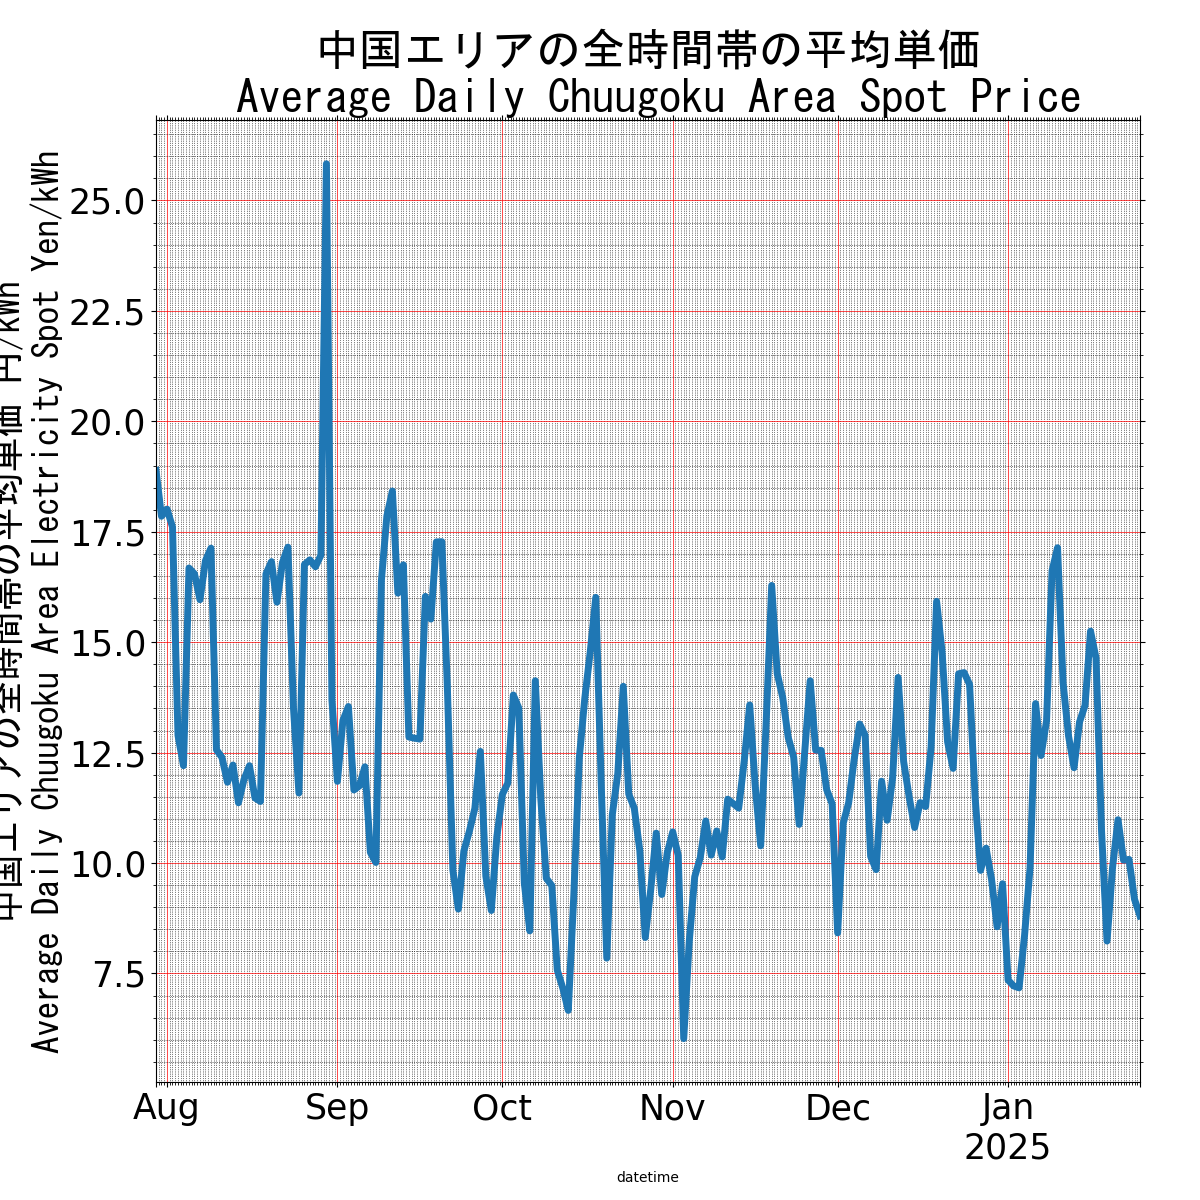 中国エリアの全時間帯の平均単価
Average Daily Chuugoku Area Spot Price
中国エリアの全時間帯の平均単価 円/kWh
Average Daily Chuugoku Area Electricity Spot Yen/kWh
25.0
22.5
20.0
17.5
15.0
12.5
10.0
7.5
Aug Sep Oct Nov Dec Jan
2025
datetime